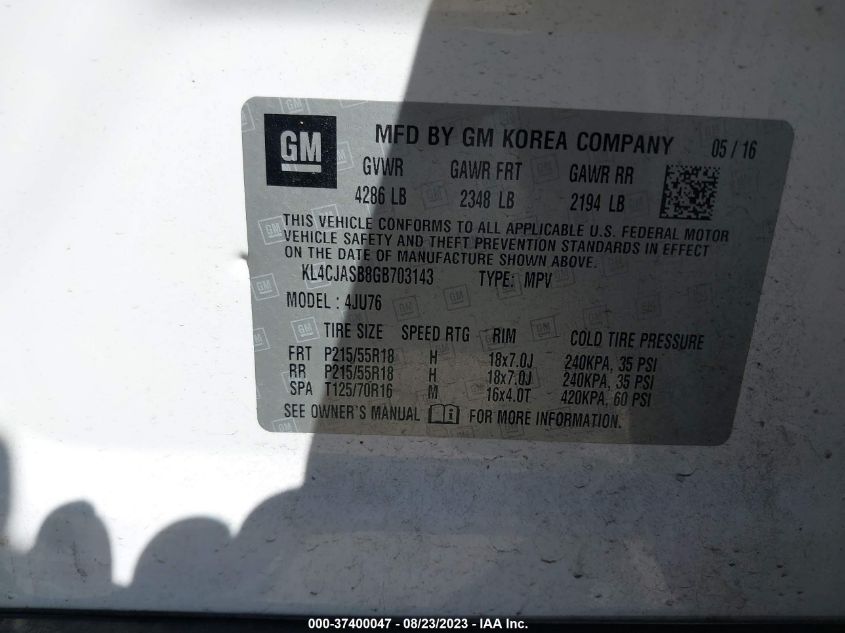 GM
MFD BY GM KOREA COMPANY 05 / 16
GVWR GAWR FRT GAWR RR
4286 LB 2348 LB 2194 LB
THIS VEHICLE CONFORMS TO ALL APPLICABLE U.S. FEDERAL MOTOR
VEHICLE SAFETY AND THEFT PREVENTION STANDARDS IN EFFECT
ON THE DATE OF MANUFACTURE SHOWN ABOVE.
KL4CJASB8GB703143 TYPE: MPV
MODEL : 4JU76
TIRE SIZE SPEED RTG RIM COLD TIRE PRESSURE
FRT P215/55R18 H 18x7.0J 240KPA, 35 PSI
RR P215/55R18 H 18x7.0J 240KPA, 35 PSI
SPA T125/70R16 M 16x4.0T 420KPA, 60 PSI
SEE OWNER'S MANUAL FOR MORE INFORMATION.
000-37400047 — 08/23/2023 — IAA Inc.